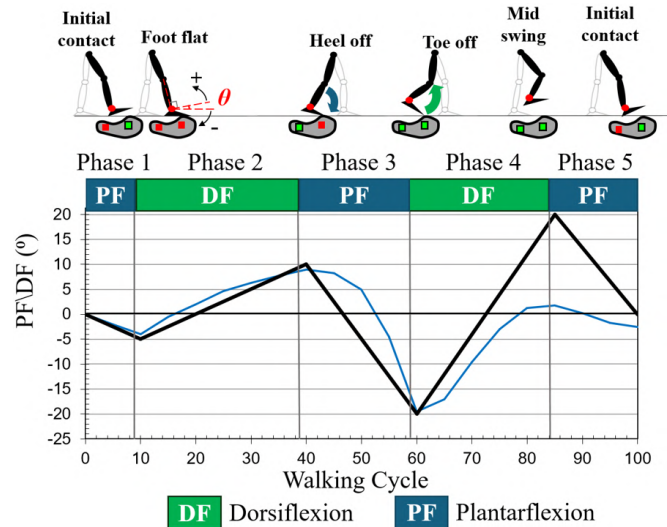 Initial contact
Foot flat
Heel off
Toe off
Mid swing
Initial contact
+
θ
-
Phase 1 Phase 2 Phase 3 Phase 4 Phase 5
PF DF PF DF PF
PF\DF (º)
20
15
10
5
0
-5
-10
-15
-20
-25
0 10 20 30 40 50 60 70 80 90 100
Walking Cycle
DF Dorsiflexion PF Plantarflexion